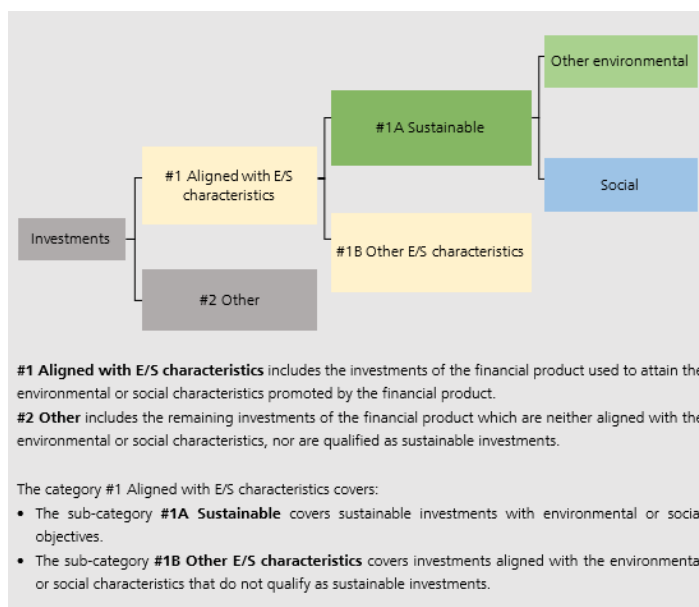 Other environmental
#1A Sustainable
#1 Aligned with E/S
characteristics
Social
Investments
#1B Other E/S characteristics
#2 Other
#1 Aligned with E/S characteristics includes the investments of the financial product used to attain the
environmental or social characteristics promoted by the financial product.
#2 Other includes the remaining investments of the financial product which are neither aligned with the
environmental or social characteristics, nor are qualified as sustainable investments.
The category #1 Aligned with E/S characteristics covers:
• The sub-category #1A Sustainable covers sustainable investments with environmental or socia
objectives.
• The sub-category #1B Other E/S characteristics covers investments aligned with the environmenta
or social characteristics that do not qualify as sustainable investments.